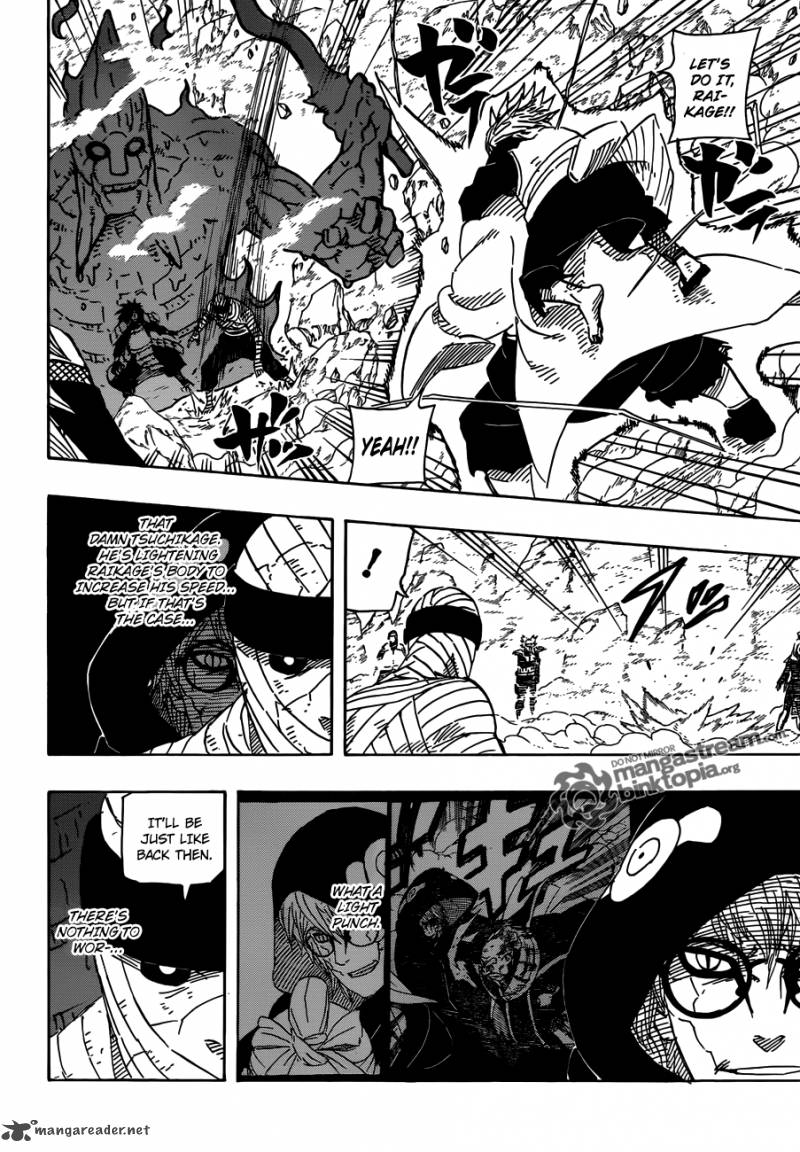 LET'S
DO IT,
RAI-
KAGE!!
ガガ
YEAH!!
THAT
DAMN TSUCHIKAGE,
HE'S LIGHTENING
RAIKAGE'S BODY TO
INCREASE HIS SPEED...
BUT IF THAT'S
THE CASE...
!
IT'LL BE
JUST LIKE
BACK THEN.
THERE'S
NOTHING TO
WOR-...
WHAT A
LIGHT
PUNCH.
DO NOT MIRROR
mangastream.com
binktopia.org
mangareader.net